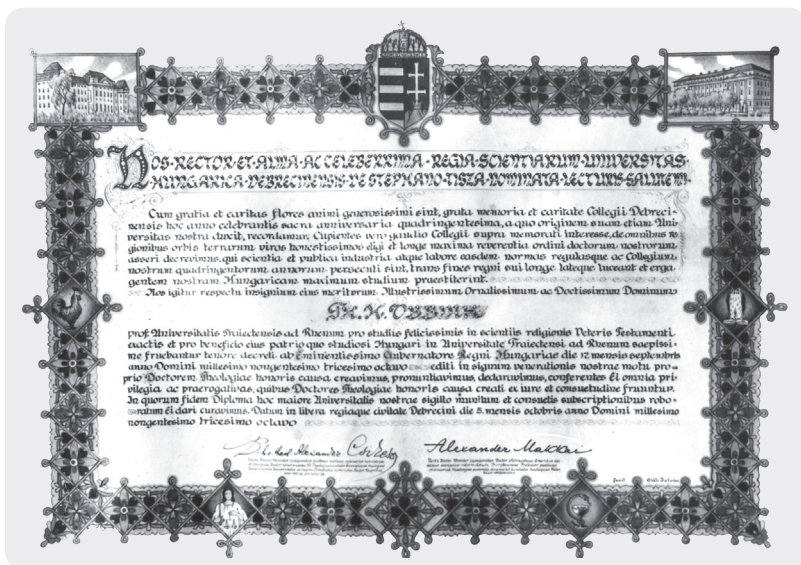 NOS·RECTOR·ET·ALMA·AC CELEBERRIMA·REGIA·SCIENTIARUM·UNIVERSITAS·
·HUNGARICA·DEBRECINENSIS·DE STEPHANO·TISZA·NOMINATA·LECTURIS·SALUTEM·
Cum gratia et caritas flores animi generosissimi sint, grata memoria et caritate Collegii Debreci-
nensis hoc anno celebrantis sacra anniversaria quadringentesima, a quo originem suam etiam Uni-
versitas nostra ducit, recordamur. Cupientes vero gaudio Collegii supra memorati interesse, de omnibus re-
gionibus orbis terrarum viros honestissimos digi et longe maxima reverentia ordini doctorum nostrorum
asseri decrevimus, qui scientia et publica industria atque labore easdem normas regulasque ac Collegium
nostrum quadringentorum annorum persecuti sint, trans fines regni sui longe lateque luceant et erga
gentem nostram Hungaricam maximum studium praestiterint.
Nos igitur respectu insignium eius meritorum Illustrissimum Ornatissimum ac Doctissimum Dominum
prof. Universitatis Traiectensis ad Rhenum pro studiis felicissimis in scientiis religionis Veteris Testamenti
exactis et pro beneficio eius patrio quo studiosi Hungari in Universitate Traiectensi ad Rhenum saepissi-
me fruebantur tenore decreti ab Eminentissimo Gubernatore Regni Hungariae die 17. mensis septembris
anno Domini millesimo nongentesimo tricesimo octavo editi in signum venerationis nostrae motu pro-
prio Doctorem Theologiae honoris causa creavimus, pronuntiavimus, declaravimus, conferentes Ei omnia pri-
vilegia ac praerogativas, quibus Doctores Theologiae honoris causa creati ex iure et consuetudine fruuntur.
In quorum fidem Diploma hoc maiore Universitatis nostrae sigillo munitum et consuetis subscriptionibus robo-
ratum Ei dari curavimus. Datum in libera regiaque civitate Debrecini die 5. mensis octobris anno Domini millesimo
nongentesimo tricesimo octavo
Alexander Makkai